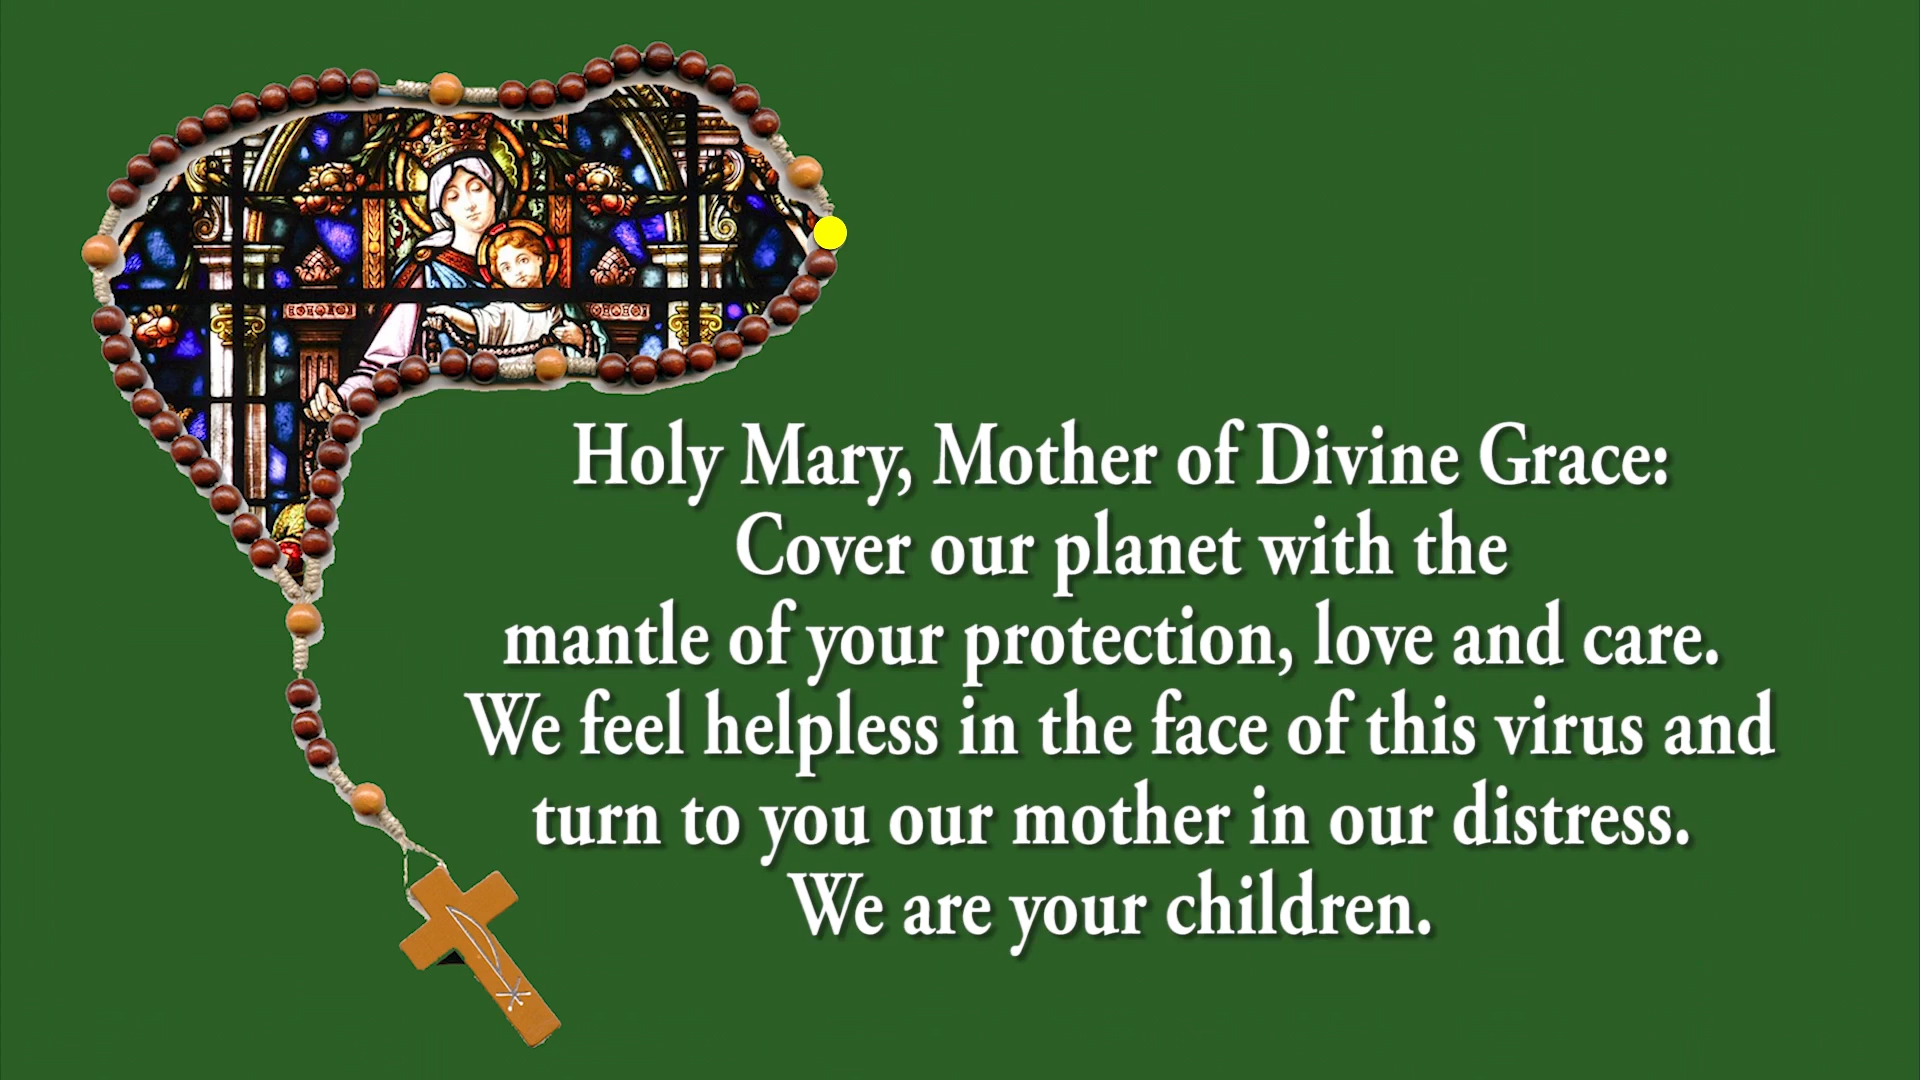 Holy Mary, Mother of Divine Grace:
Cover our planet with the
mantle of your protection, love and care.
We feel helpless in the face of this virus and
turn to you our mother in our distress.
We are your children.